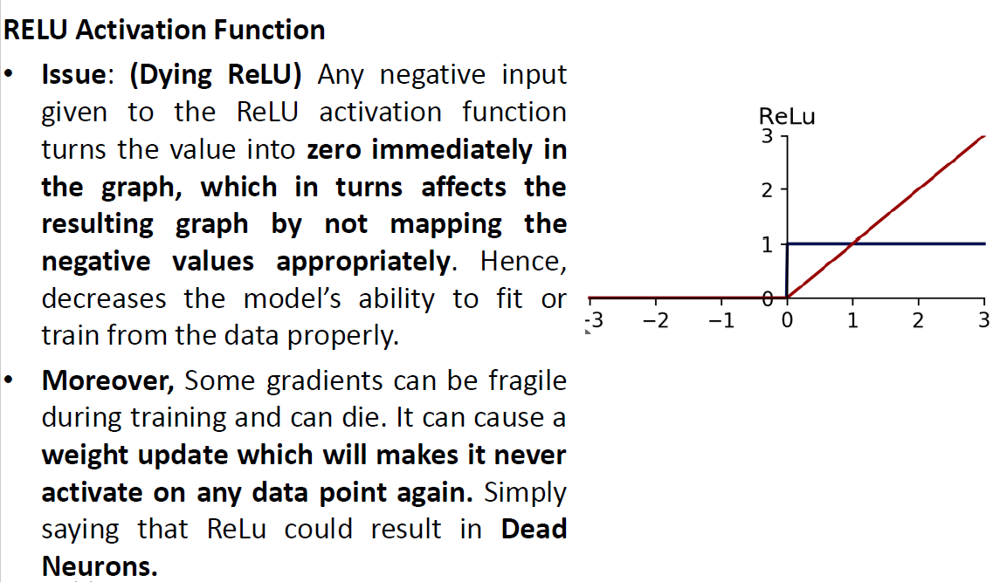 RELU Activation Function
• Issue: (Dying ReLU) Any negative input
given to the ReLU activation function
turns the value into zero immediately in
the graph, which in turns affects the
resulting graph by not mapping the
negative values appropriately. Hence,
decreases the model’s ability to fit or
train from the data properly.
• Moreover, Some gradients can be fragile
during training and can die. It can cause a
weight update which will makes it never
activate on any data point again. Simply
saying that ReLu could result in Dead
Neurons.
ReLu
3
2
1
0
-3 −2 −1 0 1 2 3